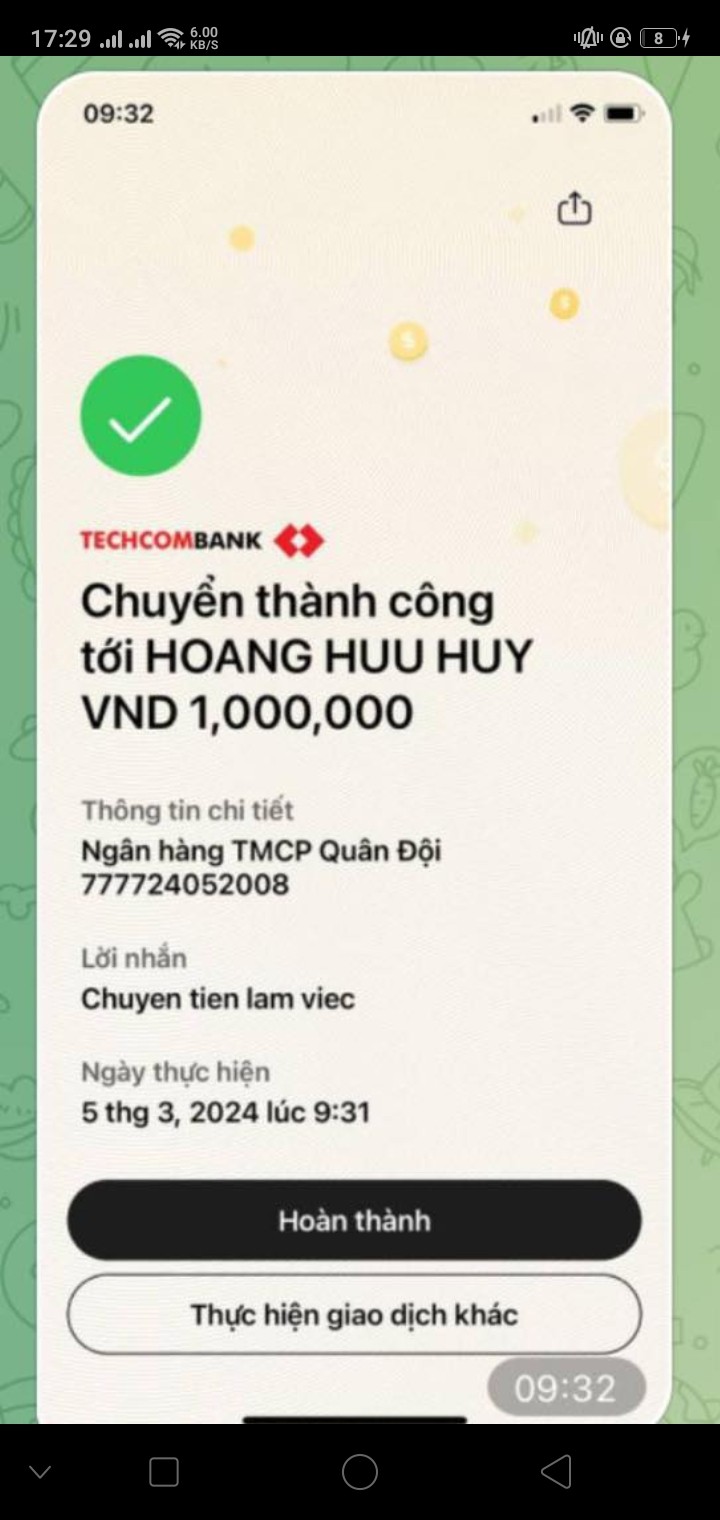 17:29
6.00
KB/S
8
09:32
TECHCOMBANK
Chuyển thành công
tới HOANG HUU HUY
VND 1,000,000
Thông tin chi tiết
Ngân hàng TMCP Quân Đội
777724052008
Lời nhắn
Chuyen tien lam viec
Ngày thực hiện
5 thg 3, 2024 lúc 9:31
Hoàn thành
Thực hiện giao dịch khác
09:32